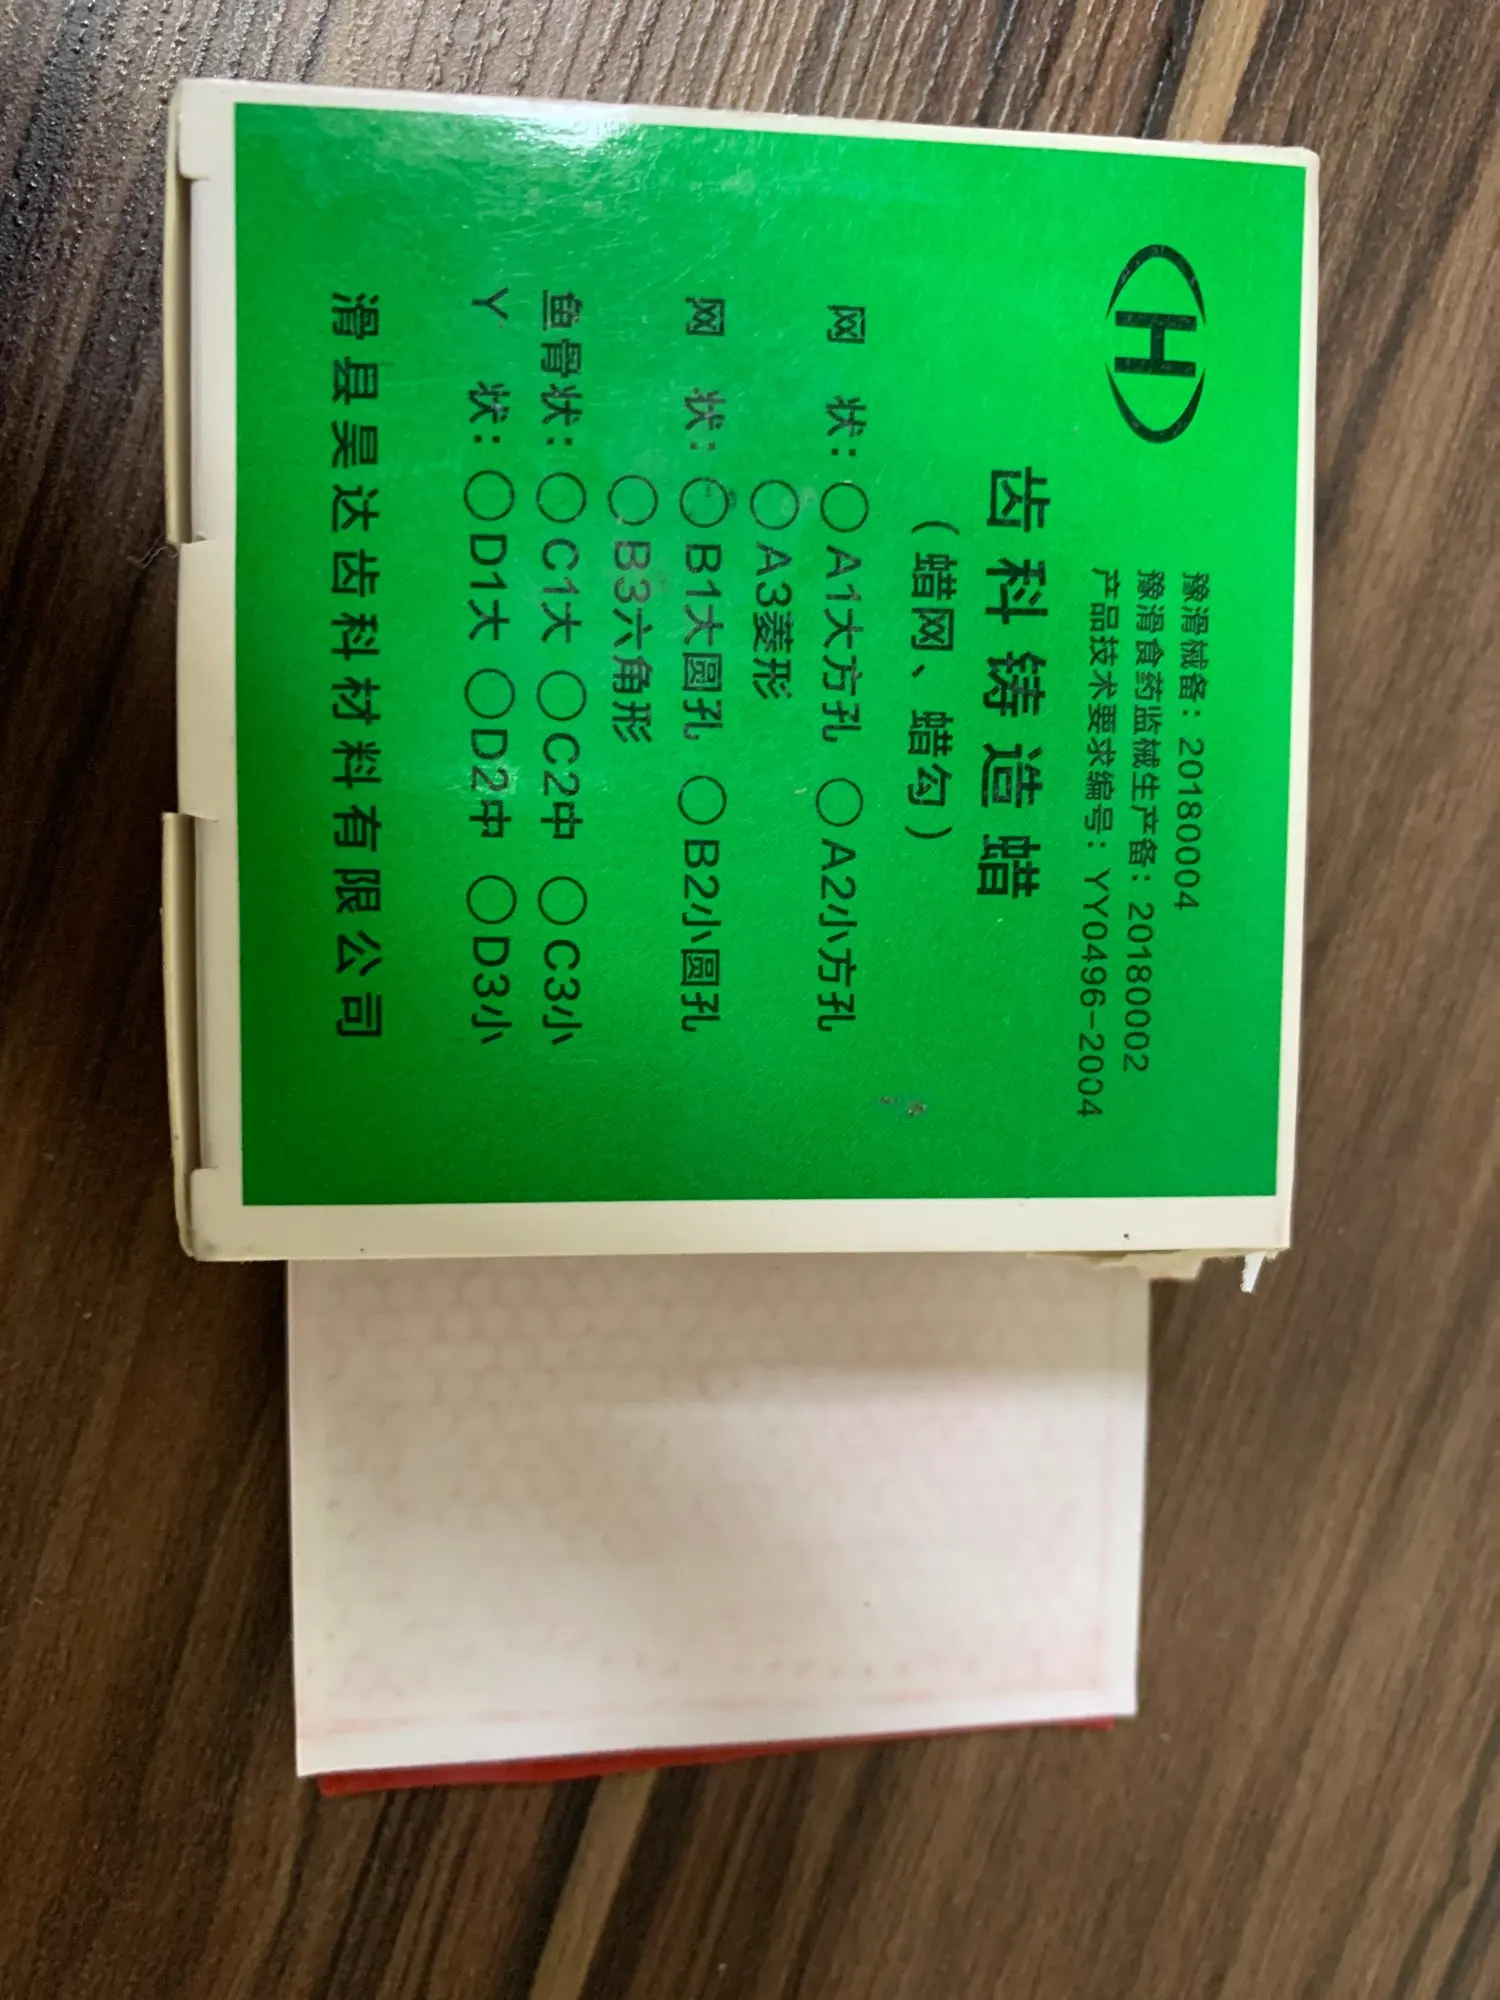 H
豫滑械备：20180004
豫滑食药监械生产备：20180002
产品技术要求编号：YY0496-2004
齿科铸造蜡
（蜡网、蜡勾）
网 状：○A1大方孔 ○A2小方孔
○A3菱形
网 状：○B1大圆孔 ○B2小圆孔
○B3六角形
鱼骨状：○C1大 ○C2中 ○C3小
Y 状：○D1大 ○D2中 ○D3小
滑县昊达齿科材料有限公司